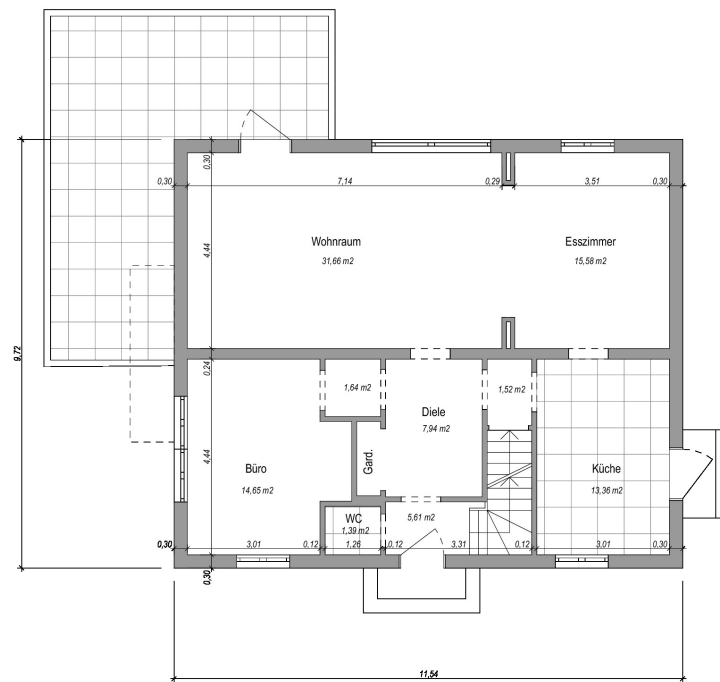 0,30
0,30
7,14
0,29
3,51
0,30
Wohnraum
31,66 m2
Esszimmer
15,58 m2
4,44
9,72
0,24
1,64 m2
1,52 m2
Diele
7,94 m2
4,44
Gard.
Büro
14,65 m2
Küche
13,36 m2
WC
1,39 m2
5,61 m2
0,30
3,01
0,12
1,26
0,12
3,31
0,12
3,01
0,30
0,30
11,54